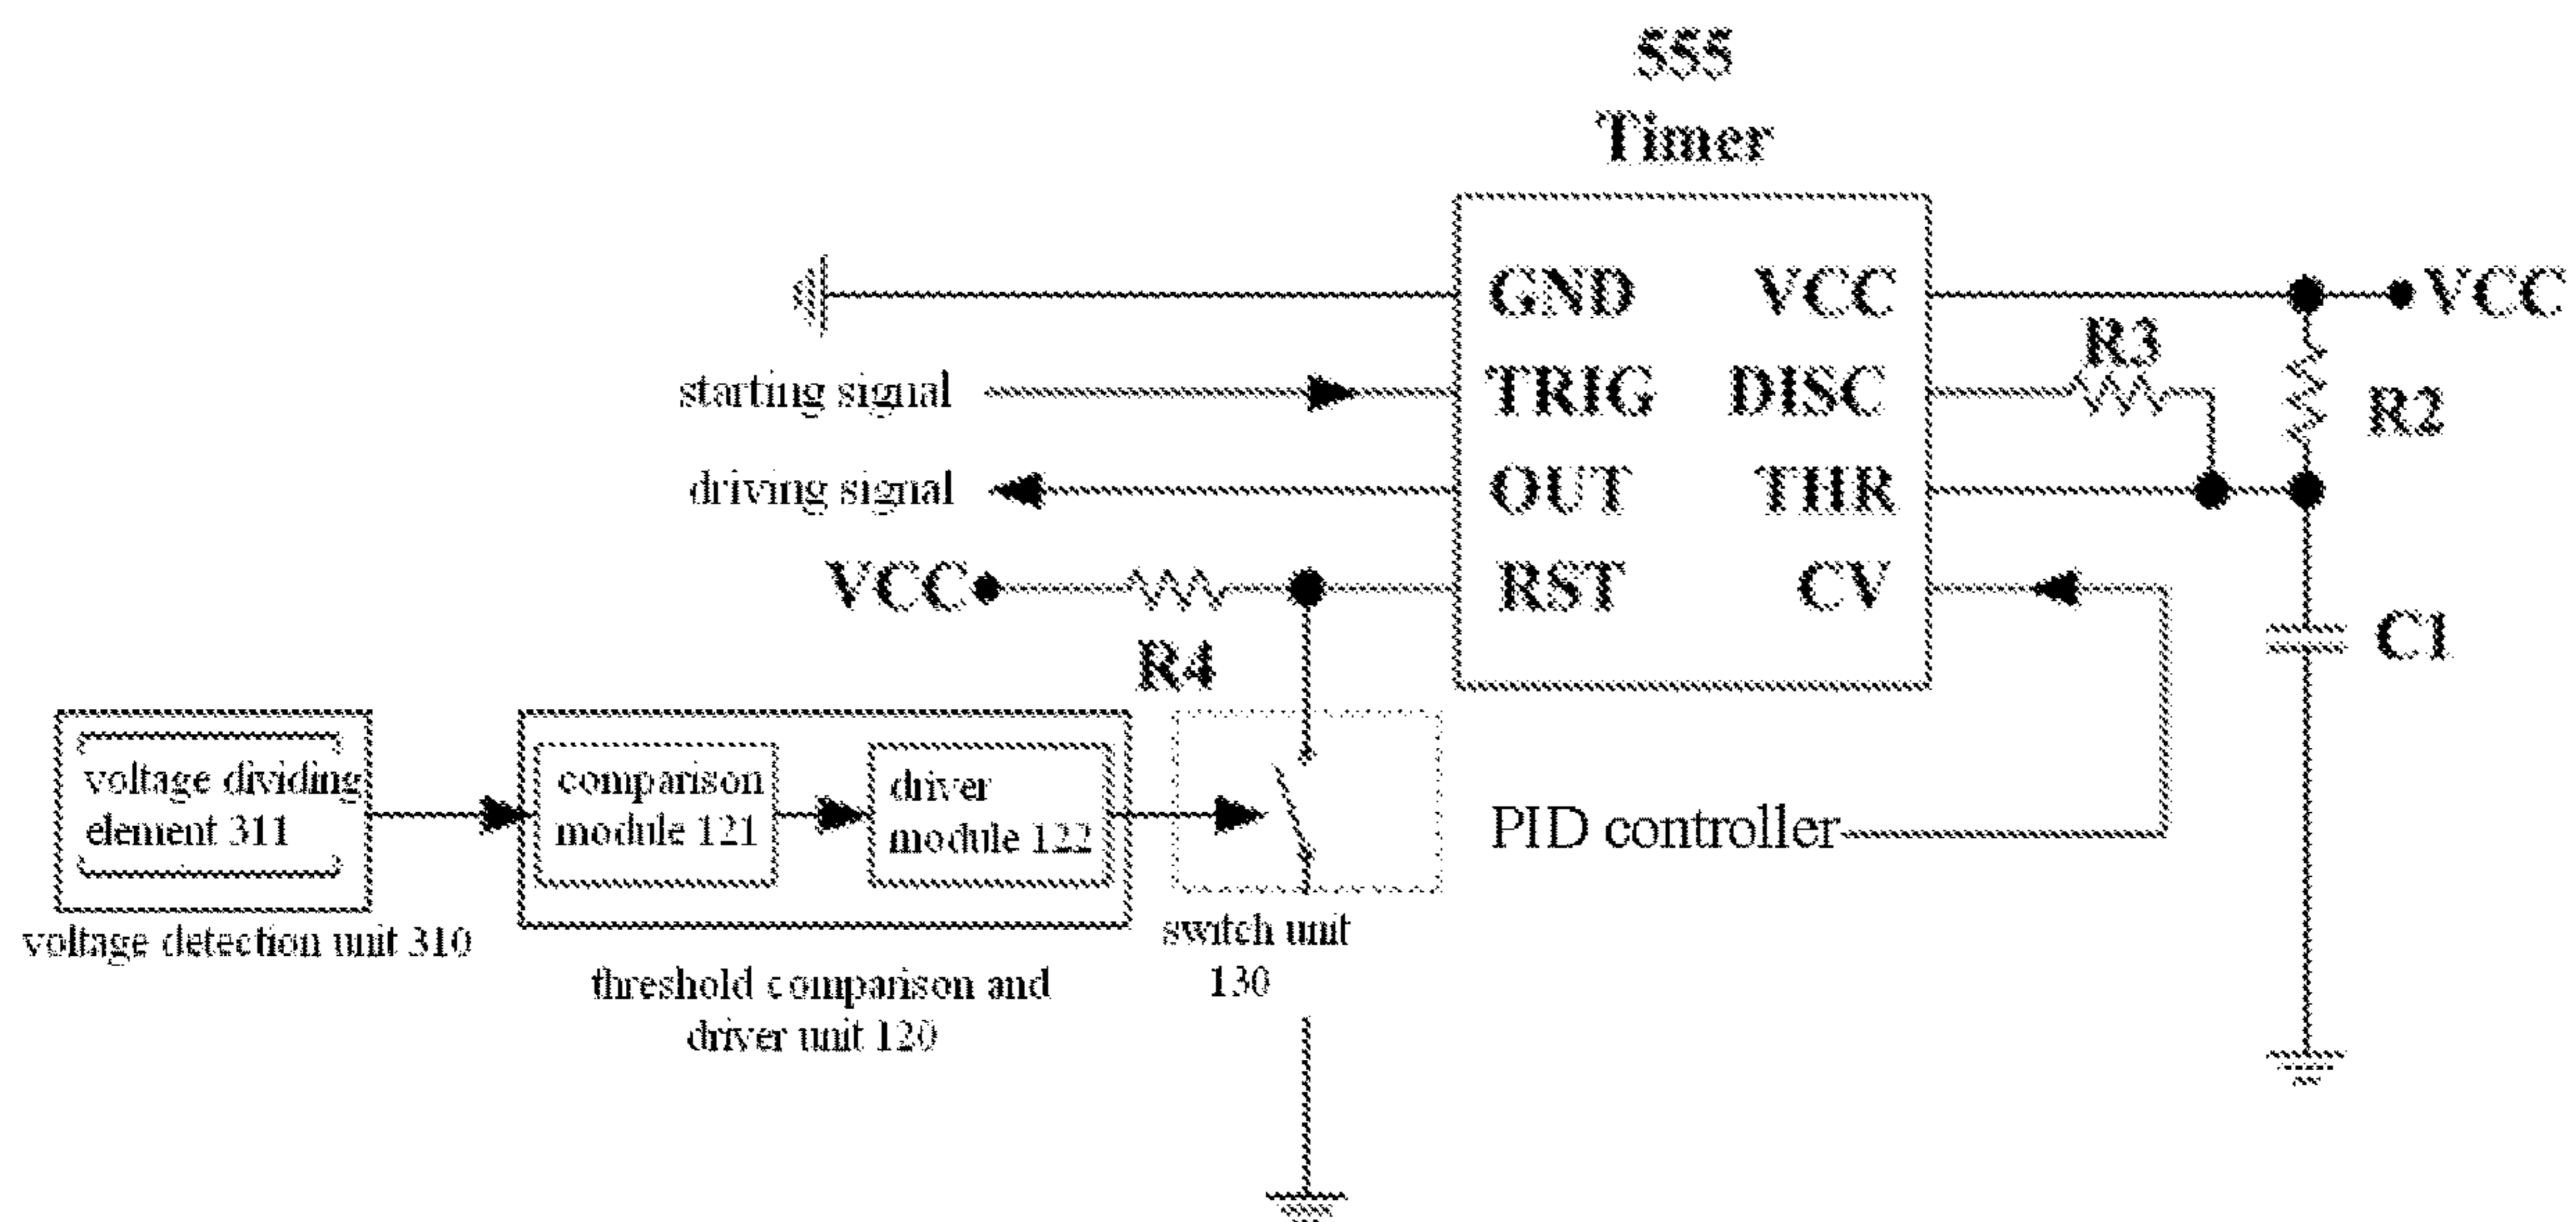 555
Timer
GND VCC
VCC
R3
starting signal
TRIG DISC
R2
driving signal
OUT THR
VCC
RST CV
R4
C1
voltage dividing
element 311
comparison
module 121
driver
module 122
PID controller
voltage detection unit 310
switch unit
130
threshold comparison and
driver unit 120